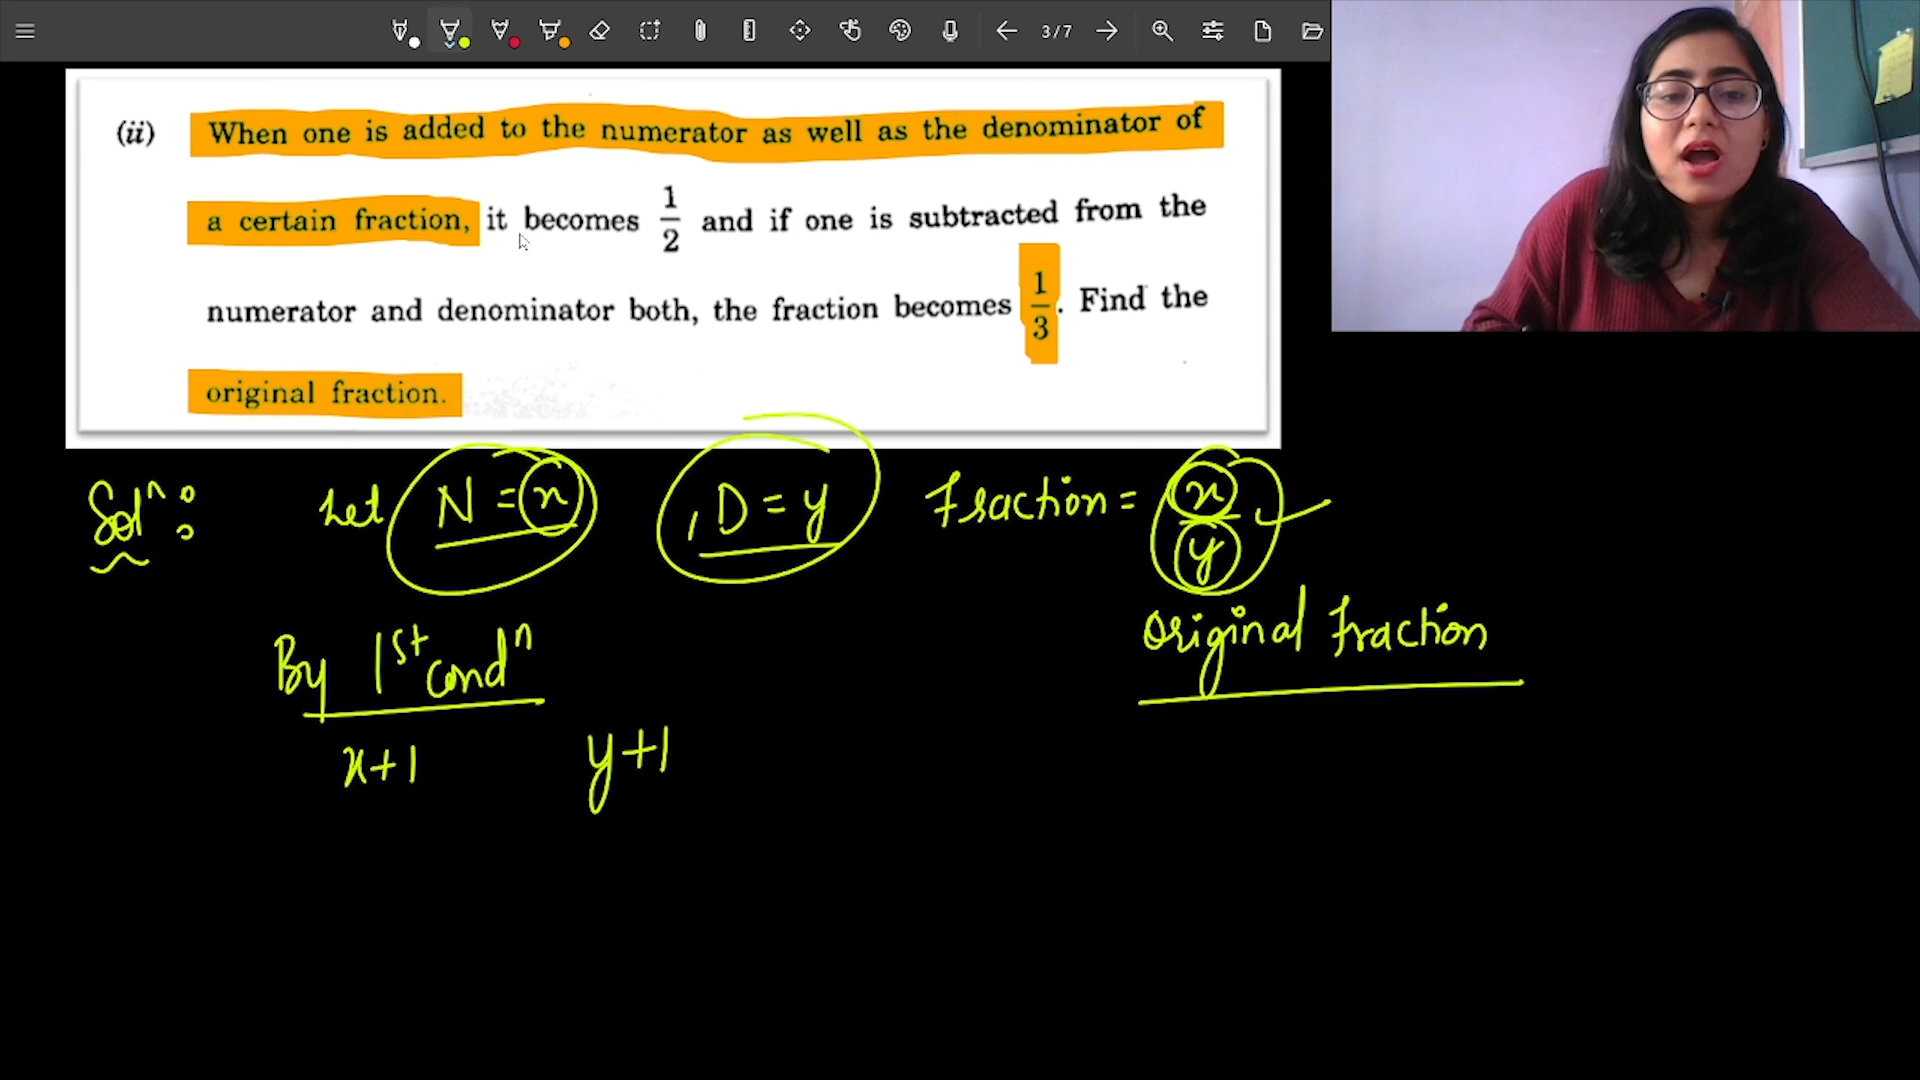 3/7
(ii) When one is added to the numerator as well as the denominator of
a certain fraction, it becomes 1/2 and if one is subtracted from the
numerator and denominator both, the fraction becomes 1/3. Find the
original fraction.
Solⁿ: Let N = x , D = y Fraction = x/y
Original Fraction
By 1st condⁿ
x+1 y+1